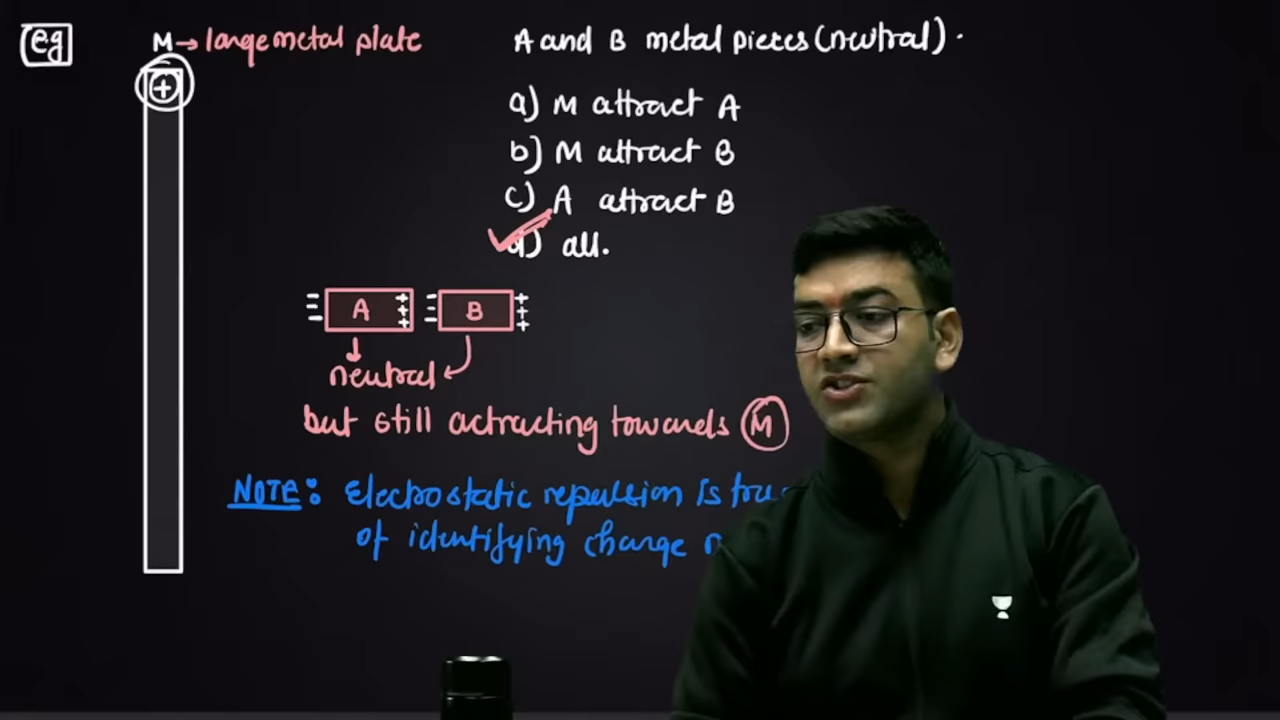 eg
M → large metal plate
+
A and B metal pieces (neutral).
a) M attract A
b) M attract B
c) A attract B
d) all.
A B
neutral
but still actracting towards M
NOTE: Electrostatic repulsion is
of identifying charge